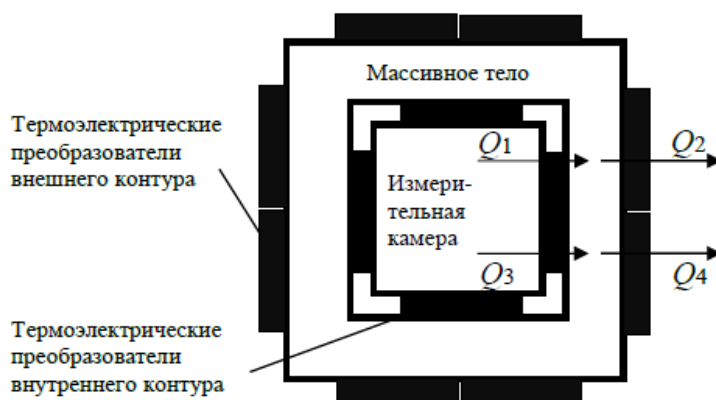 Массивное тело
Термоэлектрические
преобразователи
внешнего контура
Q1
Q2
Измери-
тельная
камера
Q3
Q4
Термоэлектрические
преобразователи
внутреннего контура